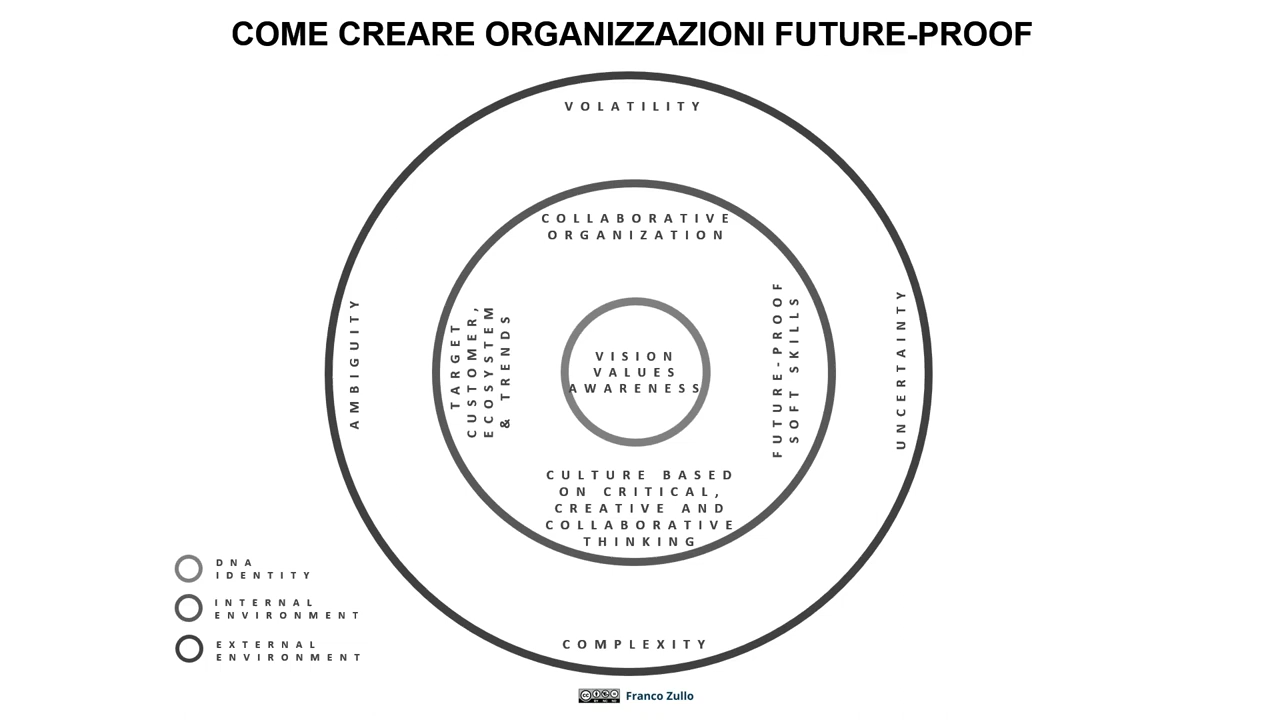 COME CREARE ORGANIZZAZIONI FUTURE-PROOF
VOLATILITY
COLLABORATIVE
ORGANIZATION
AMBIGUITY
TARGET
CUSTOMER,
ECOSYSTEM
& TRENDS
VISION
VALUES
AWARENESS
FUTURE-PROOF
SOFT SKILLS
UNCERTAINTY
CULTURE BASED
ON CRITICAL,
CREATIVE AND
COLLABORATIVE
THINKING
COMPLEXITY
DNA
IDENTITY
INTERNAL
ENVIRONMENT
EXTERNAL
ENVIRONMENT
Franco Zullo